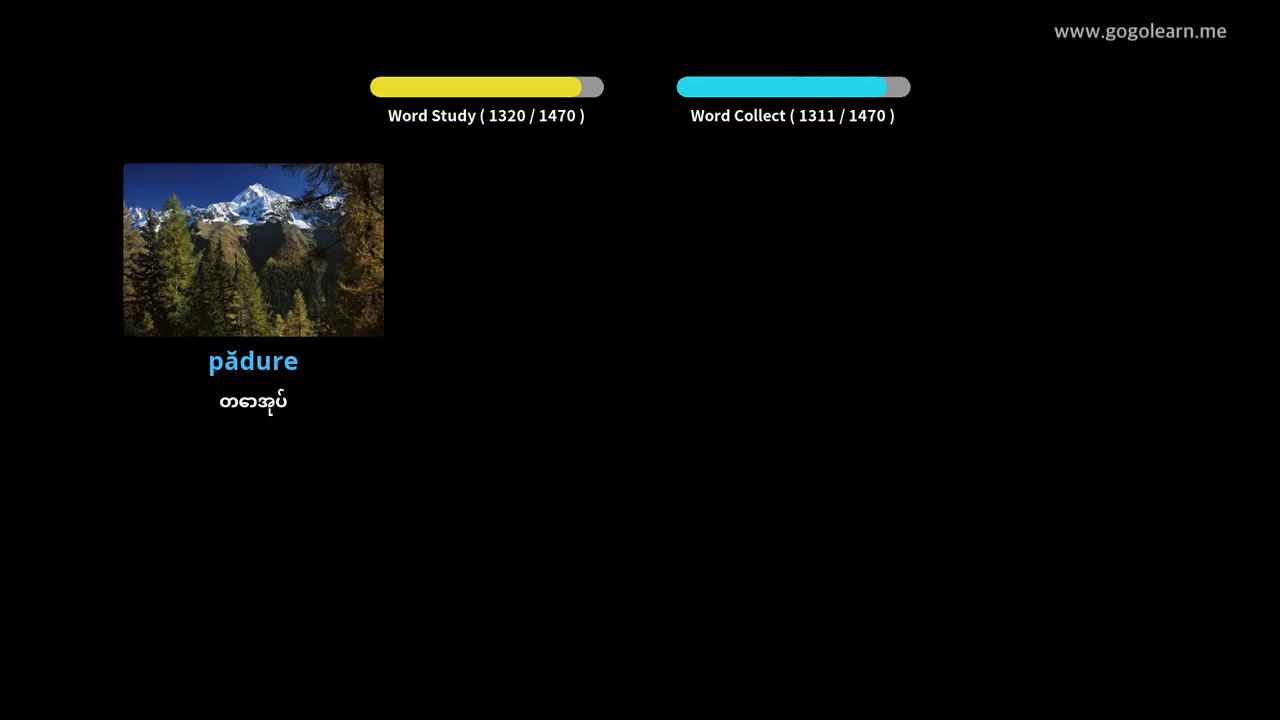 www.gogolearn.me
Word Study ( 1320 / 1470 )
Word Collect ( 1311 / 1470 )
pădure
တောအုပ်